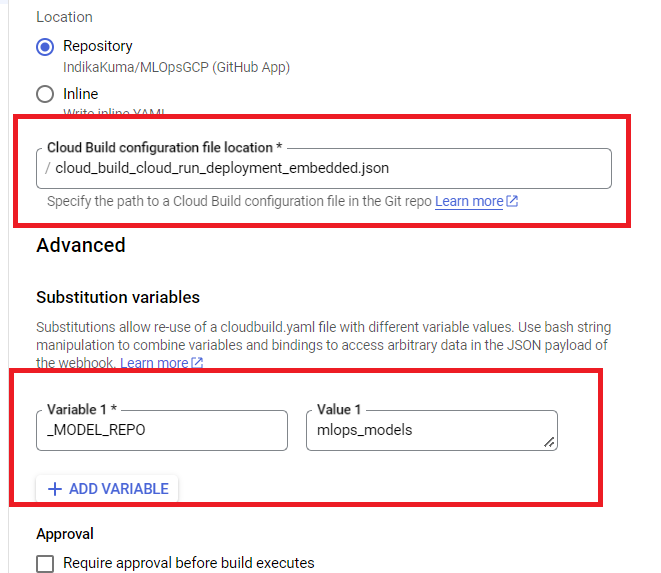 Location
Repository
IndikaKuma/MLOpsGCP (GitHub App)
Inline
Write inline YAML
Cloud Build configuration file location *
/ cloud_build_cloud_run_deployment_embedded.json
Specify the path to a Cloud Build configuration file in the Git repo Learn more
Advanced
Substitution variables
Substitutions allow re-use of a cloudbuild.yaml file with different variable values. Use bash string
manipulation to combine variables and bindings to access arbitrary data in the JSON payload of
the webhook. Learn more
Variable 1 *
_MODEL_REPO
Value 1
mlops_models
+ ADD VARIABLE
Approval
Require approval before build executes